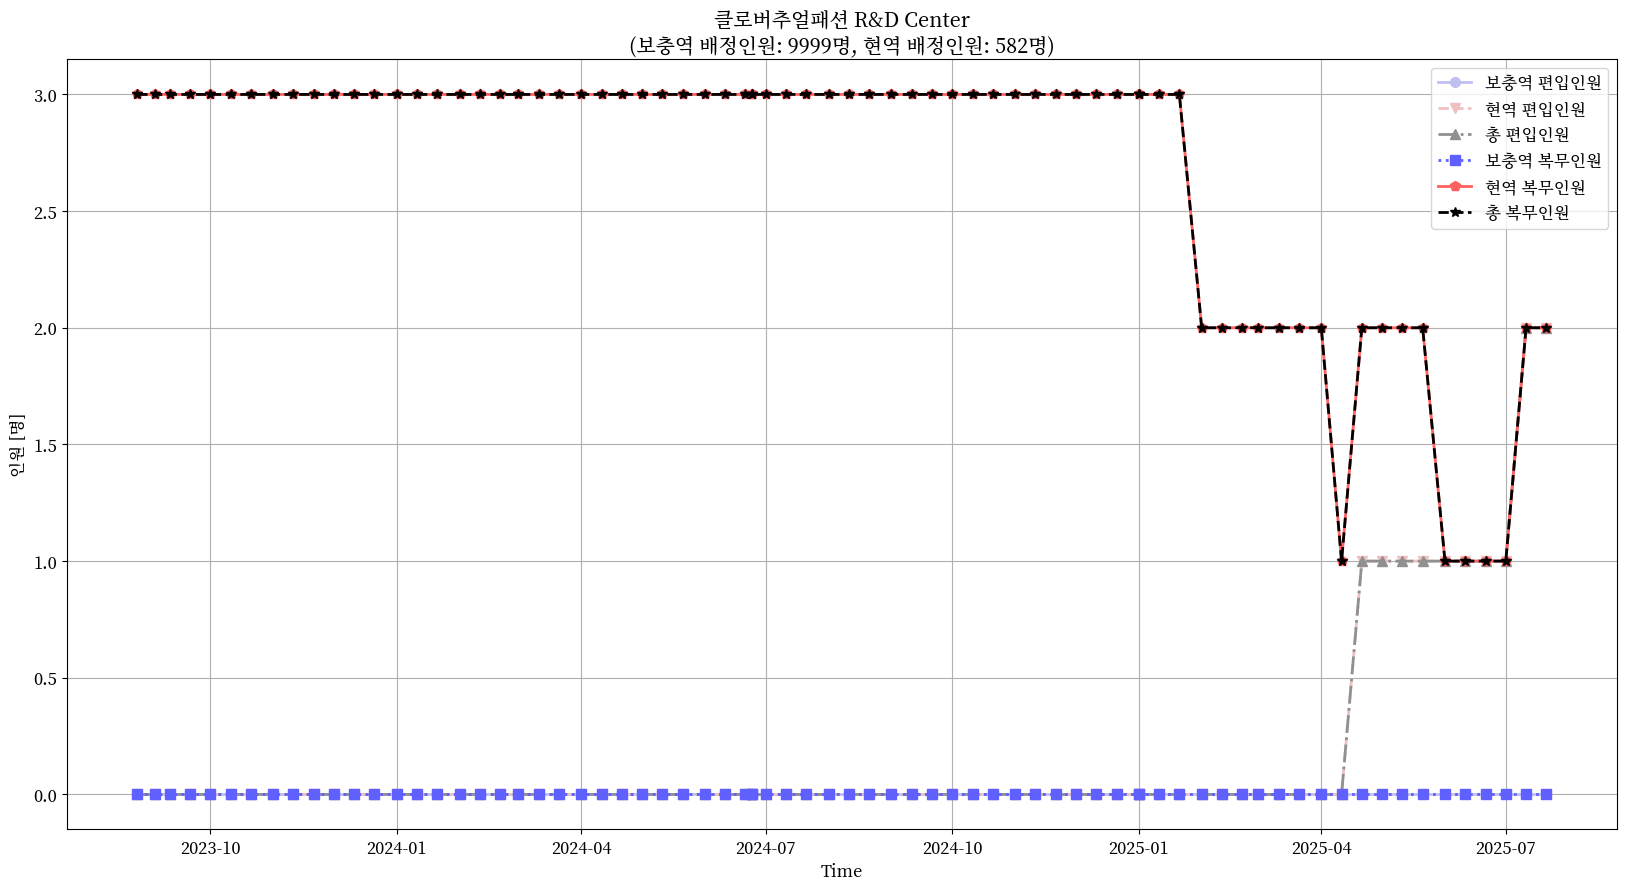 클로버추얼패션 R&D Center
(보충역 배정인원: 9999명, 현역 배정인원: 582명)
보충역 편입인원
현역 편입인원
총 편입인원
보충역 복무인원
현역 복무인원
총 복무인원
3.0
2.5
2.0
1.5
1.0
0.5
0.0
인원 [명]
2023-10 2024-01 2024-04 2024-07 2024-10 2025-01 2025-04 2025-07
Time